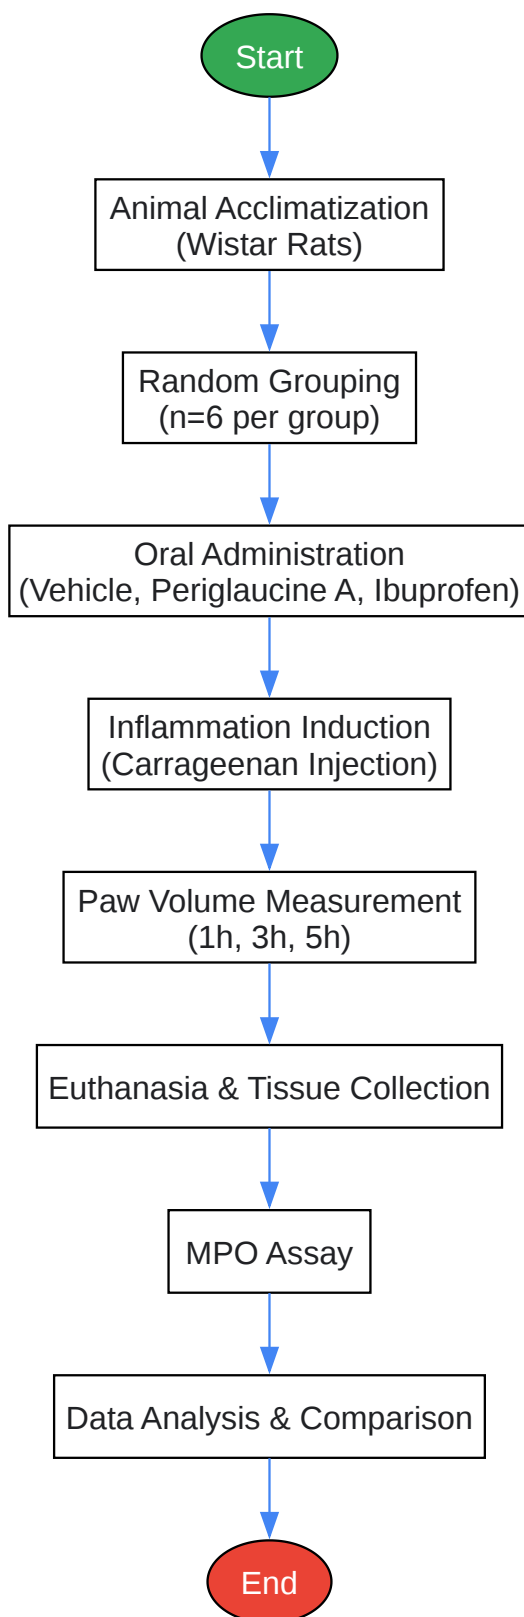 Start
Animal Acclimatization
(Wistar Rats)
Random Grouping
(n=6 per group)
Oral Administration
(Vehicle, Periglaucine A, Ibuprofen)
Inflammation Induction
(Carrageenan Injection)
Paw Volume Measurement
(1h, 3h, 5h)
Euthanasia & Tissue Collection
MPO Assay
Data Analysis & Comparison
End